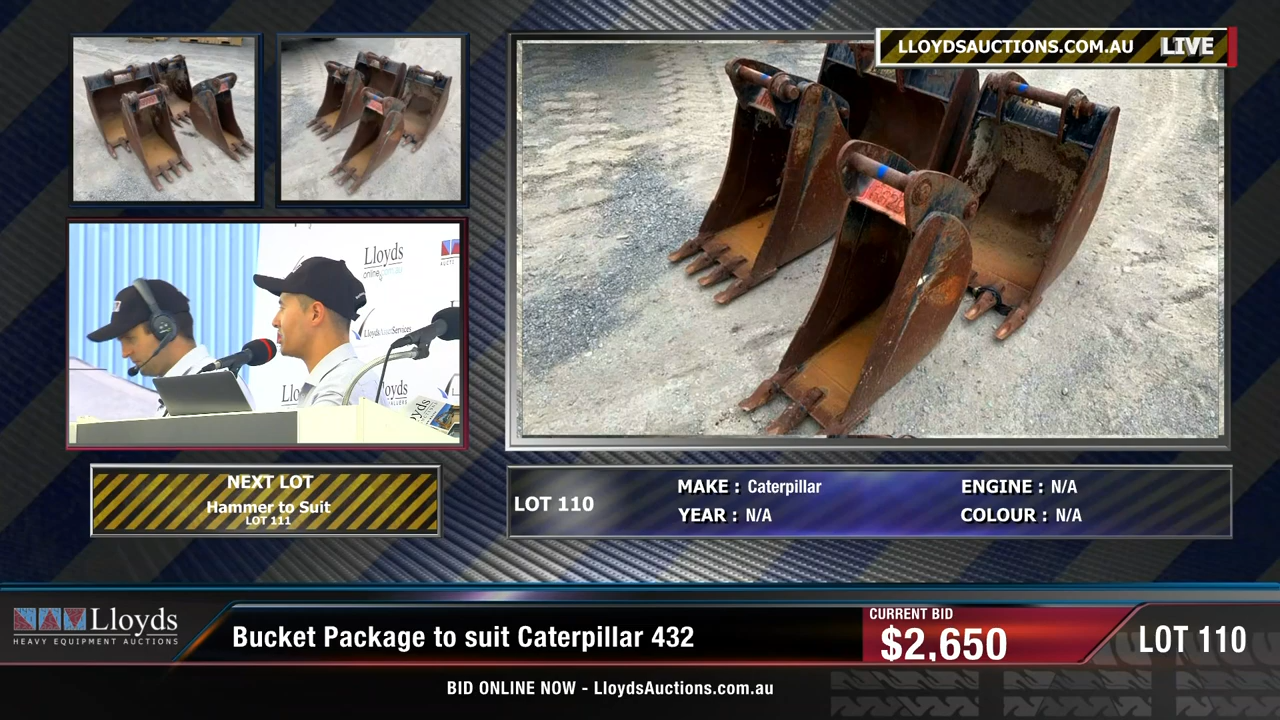 LLOYDSAUCTIONS.COM.AU LIVE
Lloyds
NEXT LOT
Hammer to Suit
LOT 111
LOT 110
MAKE : Caterpillar
ENGINE : N/A
YEAR : N/A
COLOUR : N/A
Lloyds
HEAVY EQUIPMENT AUCTIONS
Bucket Package to suit Caterpillar 432
CURRENT BID
$2,650
LOT 110
BID ONLINE NOW - LloydsAuctions.com.au